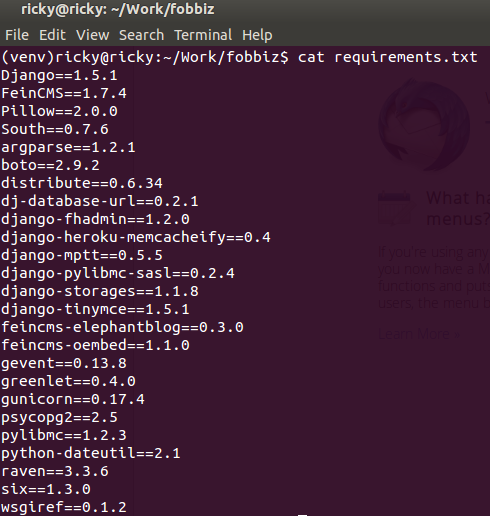 ricky@ricky: ~/Work/fobbiz
File Edit View Search Terminal Help
(venv)ricky@ricky:~/Work/fobbiz$ cat requirements.txt
Django==1.5.1
FeinCMS==1.7.4
Pillow==2.0.0
South==0.7.6
argparse==1.2.1
boto==2.9.2
distribute==0.6.34
dj-database-url==0.2.1
django-fhadmin==1.2.0
django-heroku-memcacheify==0.4
django-mptt==0.5.5
django-pylibmc-sasl==0.2.4
django-storages==1.1.8
django-tinymce==1.5.1
feincms-elephantblog==0.3.0
feincms-oembed==1.1.0
gevent==0.13.8
greenlet==0.4.0
gunicorn==0.17.4
psycopg2==2.5
pylibmc==1.2.3
python-dateutil==2.1
raven==3.3.6
six==1.3.0
wsgiref==0.1.2
What ha
menus?
If you're using any
you now have a M
functions and put
users, the menu b
Learn More